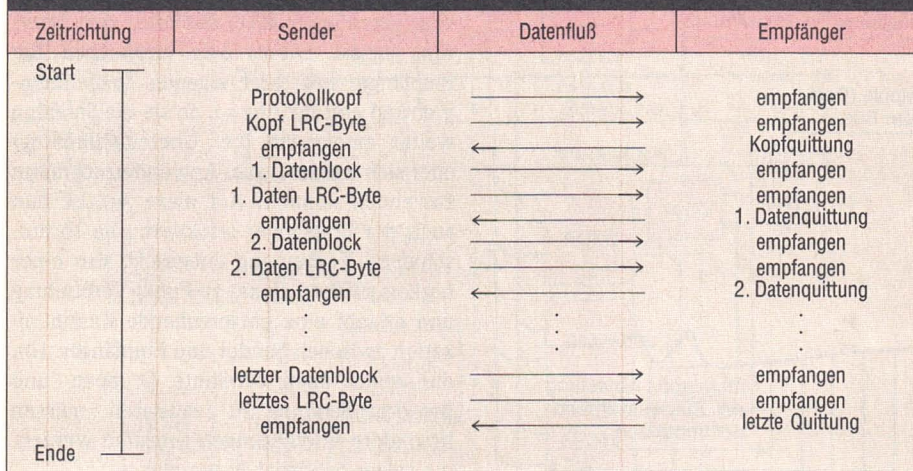 Zeitrichtung Sender Datenfluß Empfänger
Start
Protokollkopf empfangen
Kopf LRC-Byte empfangen
empfangen Kopfquittung
1. Datenblock empfangen
1. Daten LRC-Byte empfangen
empfangen 1. Datenquittung
2. Datenblock empfangen
2. Daten LRC-Byte empfangen
empfangen 2. Datenquittung
letzter Datenblock empfangen
letztes LRC-Byte empfangen
empfangen letzte Quittung
Ende